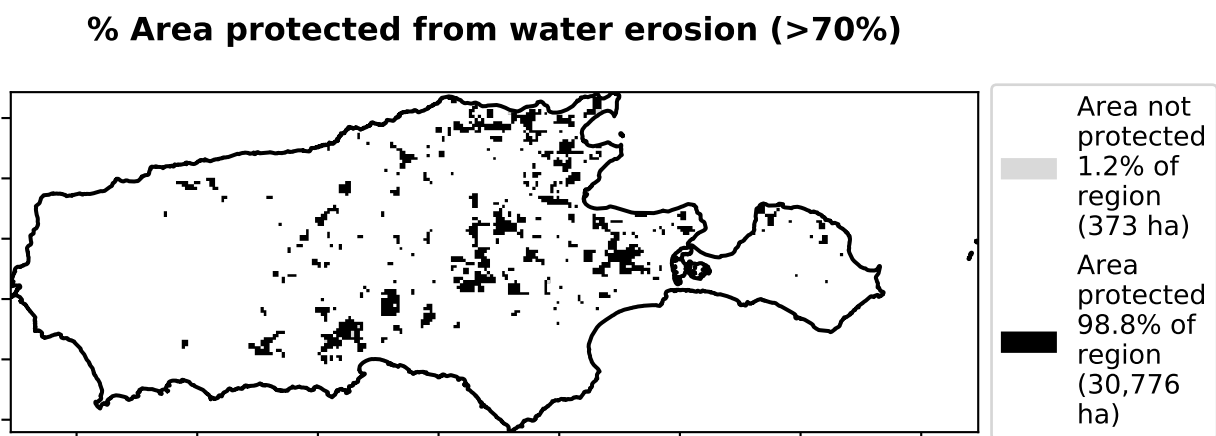 % Area protected from water erosion (>70%)
Area not
protected
1.2% of
region
(373 ha)
Area
protected
98.8% of
region
(30,776
ha)